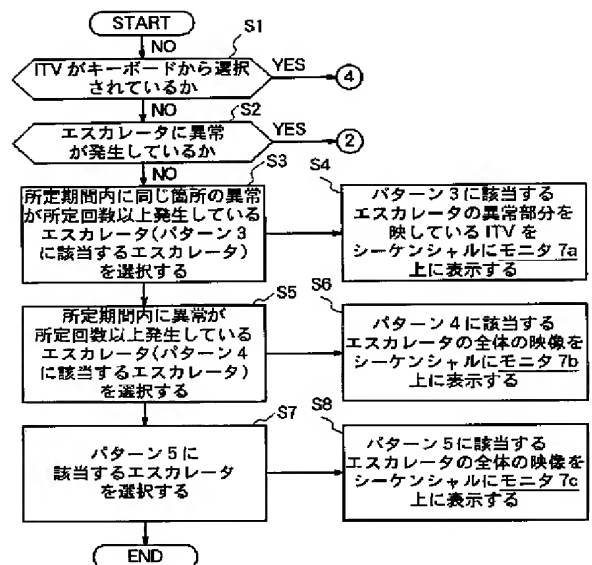 START
NO
S1
ITVがキーボードから選択
されているか
YES
4
NO
S2
エスカレータに異常
が発生しているか
YES
2
NO
S3
所定期間内に同じ箇所の異常
が所定回数以上発生している
エスカレータ(パターン3
に該当するエスカレータ)
を選択する
S4
パターン3に該当する
エスカレータの異常部分を
映しているITVを
シーケンシャルにモニタ7a
上に表示する
S5
所定期間内に異常が
所定回数以上発生している
エスカレータ(パターン4
に該当するエスカレータ)
を選択する
S6
パターン4に該当する
エスカレータの全体の映像を
シーケンシャルにモニタ7b
上に表示する
S7
パターン5に
該当するエスカレータ
を選択する
S8
パターン5に該当する
エスカレータの全体の映像を
シーケンシャルにモニタ7c
上に表示する
END